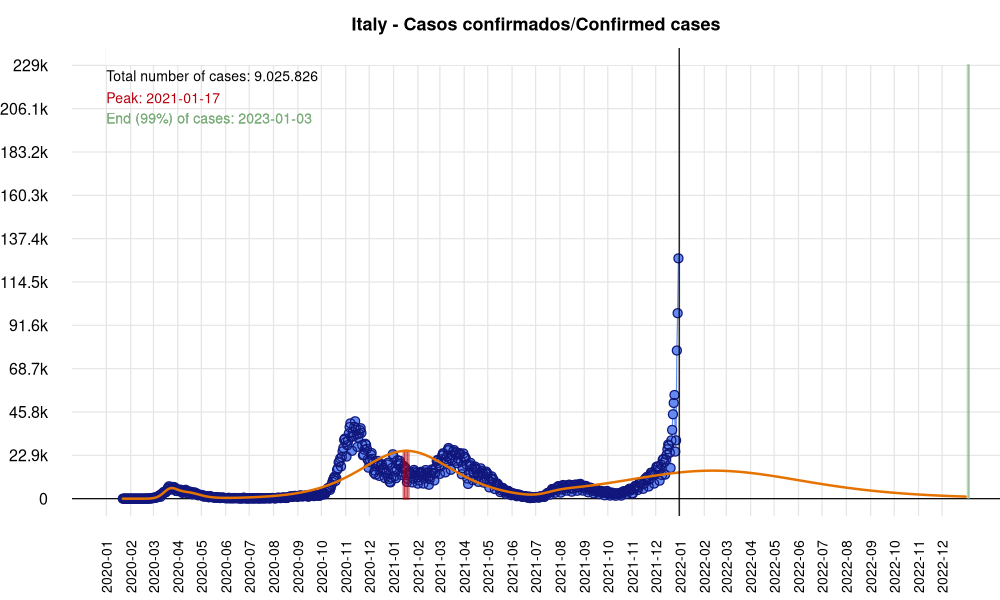 Italy - Casos confirmados/Confirmed cases
229k
206.1k
183.2k
160.3k
137.4k
114.5k
91.6k
68.7k
45.8k
22.9k
0
Total number of cases: 9.025.826
Peak: 2021-01-17
End (99%) of cases: 2023-01-03
2020-01
2020-02
2020-03
2020-04
2020-05
2020-06
2020-07
2020-08
2020-09
2020-10
2020-11
2020-12
2021-01
2021-02
2021-03
2021-04
2021-05
2021-06
2021-07
2021-08
2021-09
2021-10
2021-11
2021-12
2022-01
2022-02
2022-03
2022-04
2022-05
2022-06
2022-07
2022-08
2022-09
2022-10
2022-11
2022-12